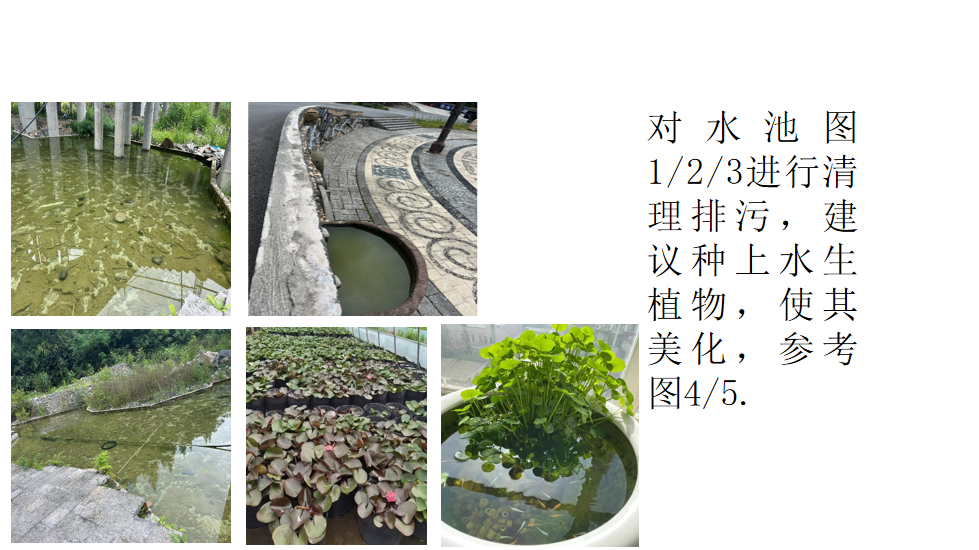 对水池图
1/2/3进行清
理排污，建
议种上水生
植物，使其
美化，参考
图4/5.